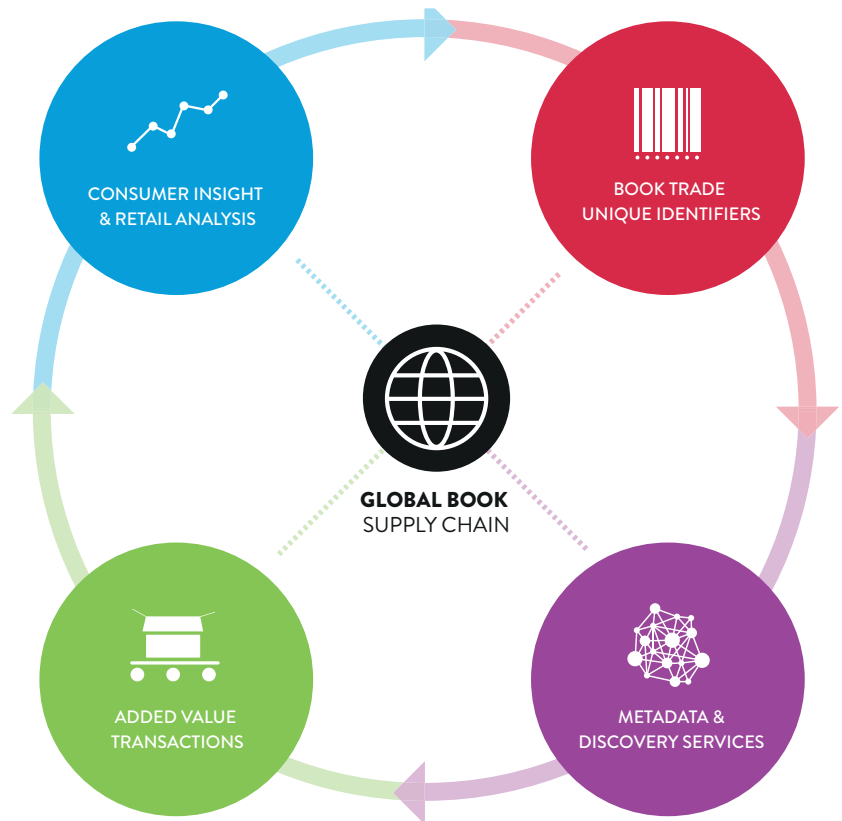 CONSUMER INSIGHT
& RETAIL ANALYSIS
BOOK TRADE
UNIQUE IDENTIFIERS
GLOBAL BOOK
SUPPLY CHAIN
ADDED VALUE
TRANSACTIONS
METADATA &
DISCOVERY SERVICES